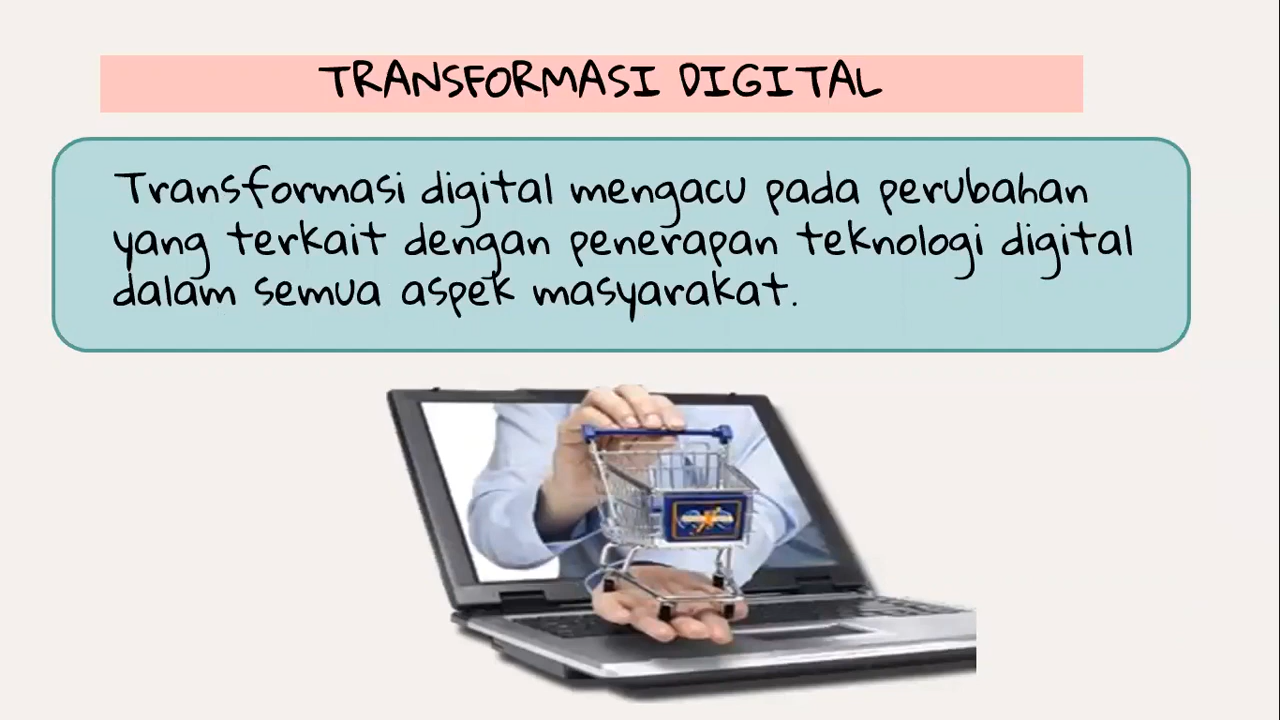 TRANSFORMASI DIGITAL
Transformasi digital mengacu pada perubahan
yang terkait dengan penerapan teknologi digital
dalam semua aspek masyarakat.